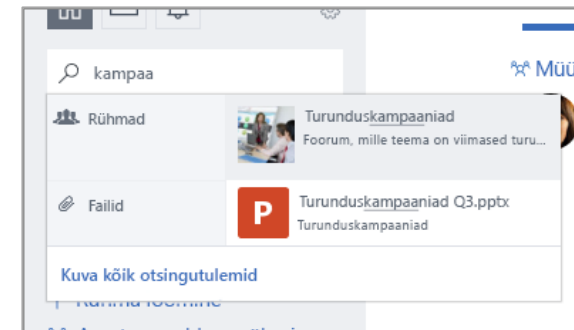 Müü
kampaa
Rühmad
Turunduskampaaniad
Foorum, mille teema on viimased turu...
Failid
P
Turunduskampaaniad Q3.pptx
Turunduskampaaniad
Kuva kõik otsingutulemid